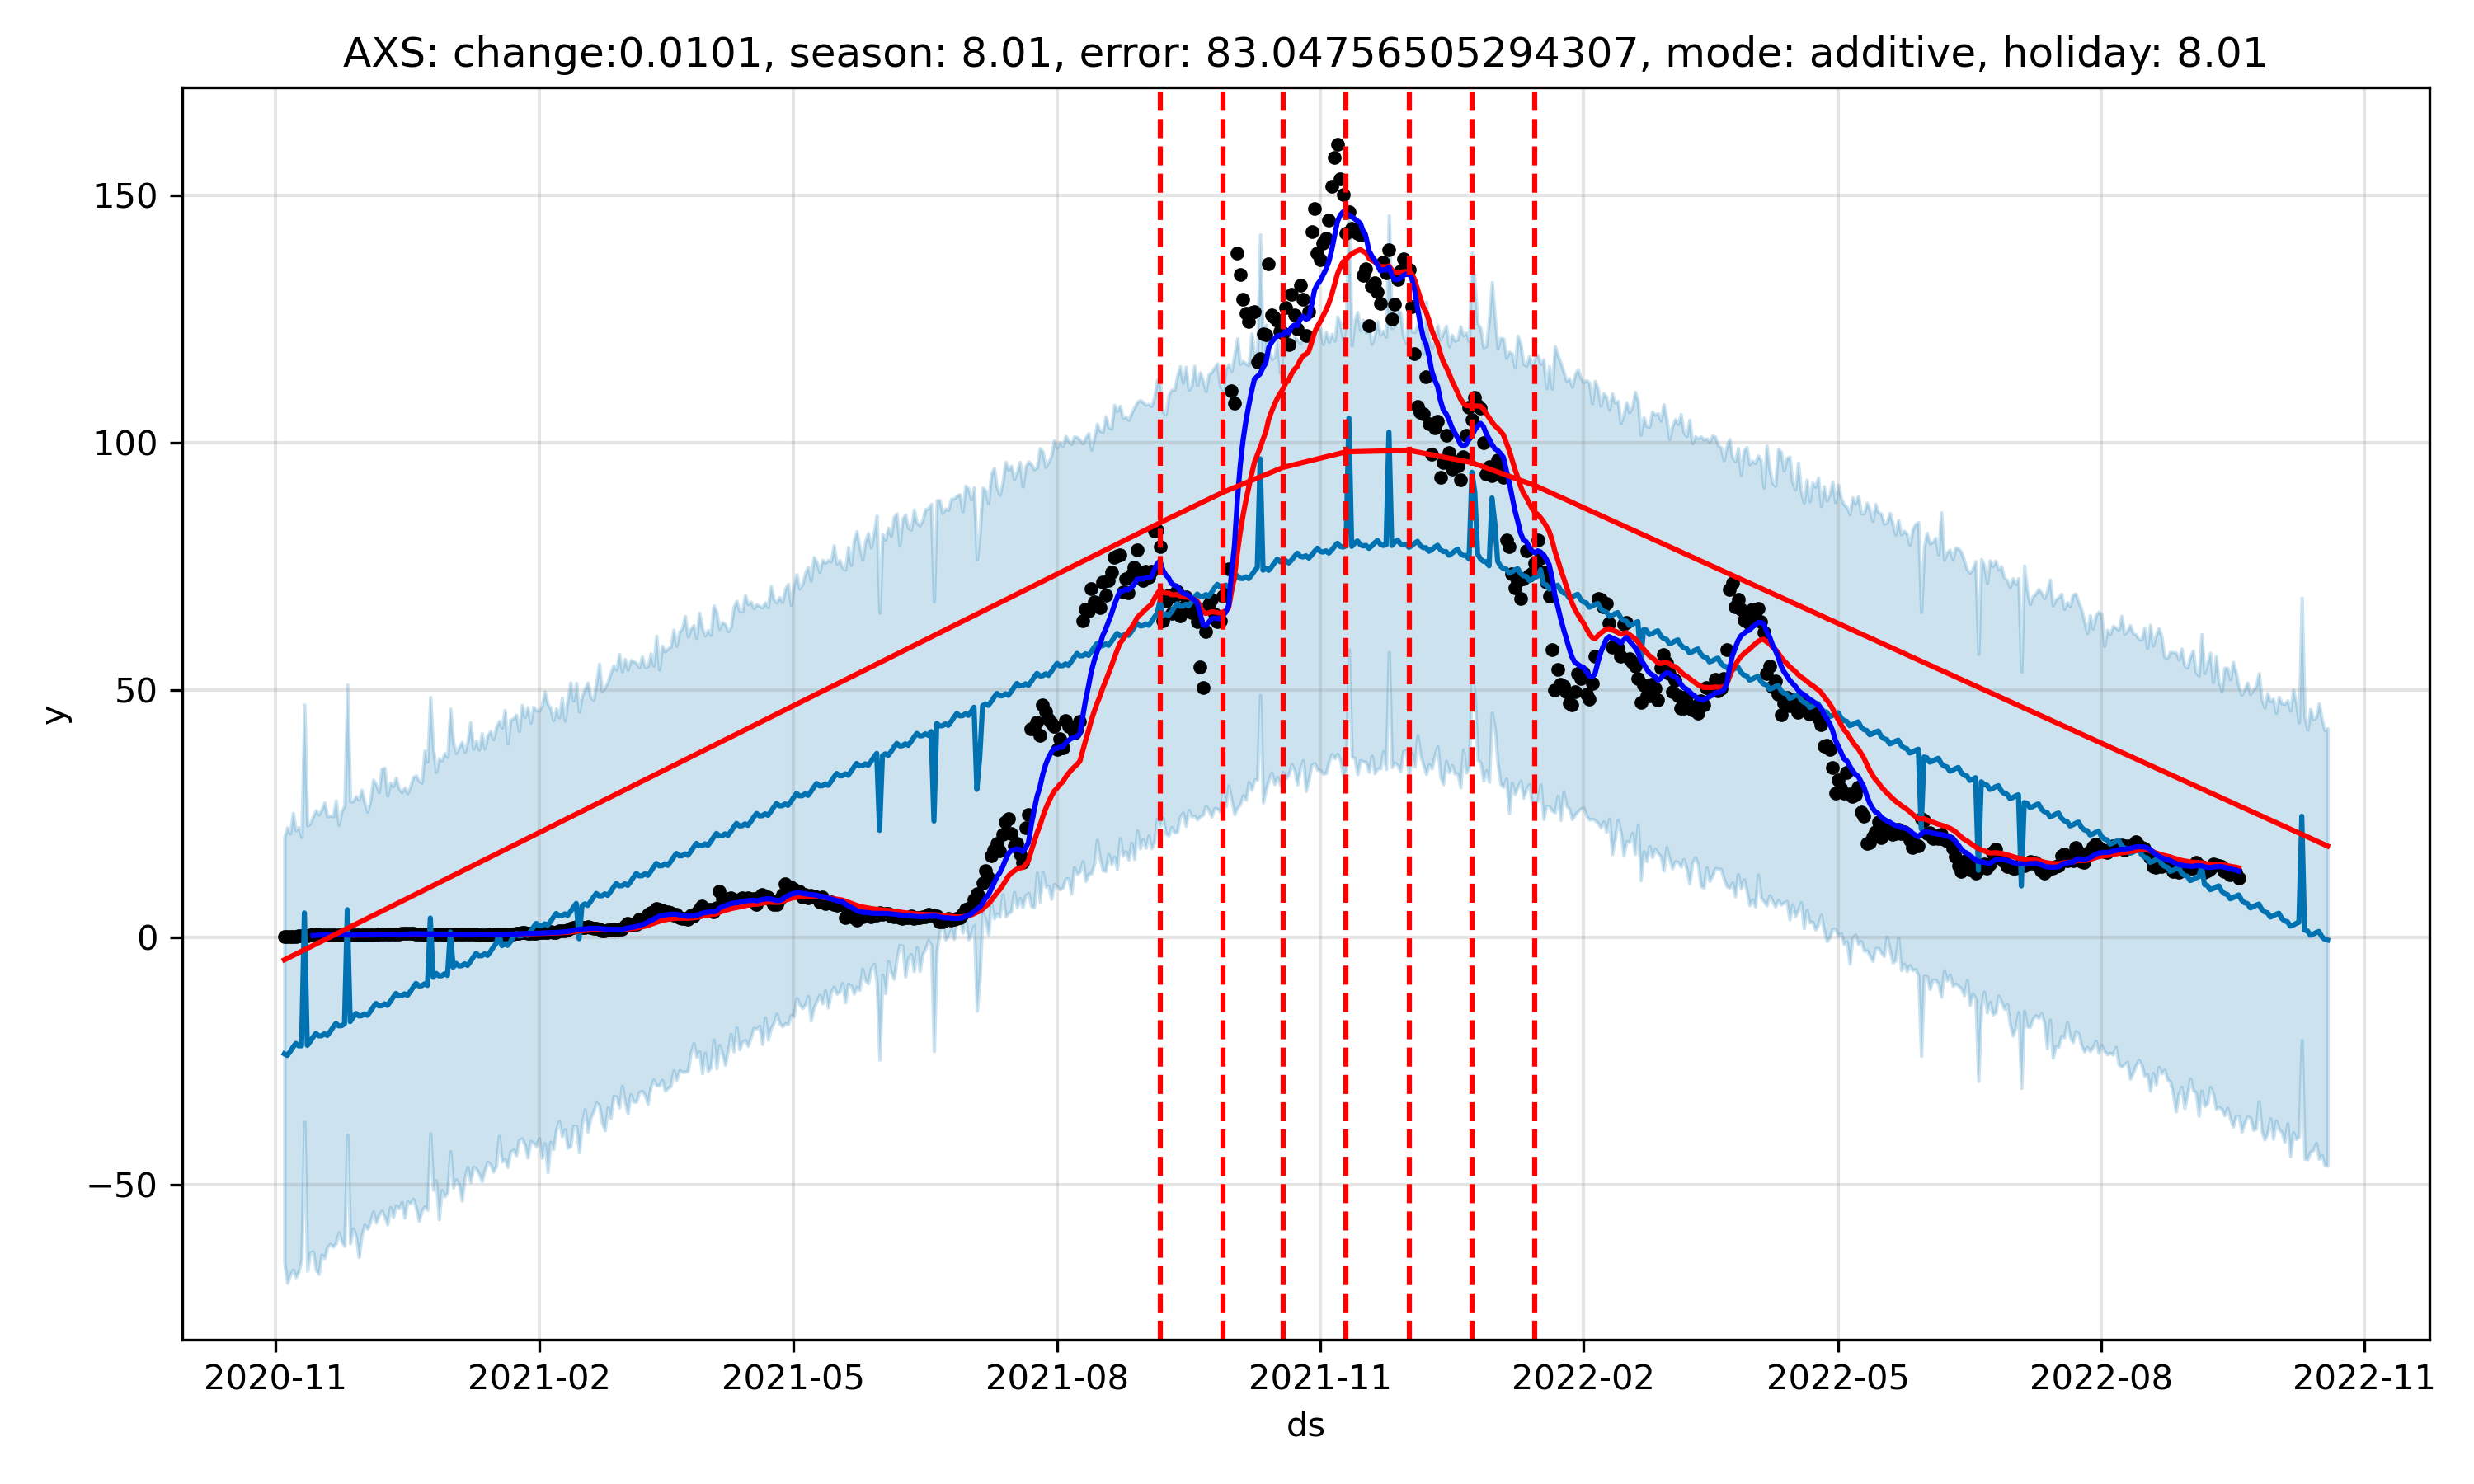 AXS: change:0.0101, season: 8.01, error: 83.04756505294307, mode: additive, holiday: 8.01
150
100
50
0
−50
y
2020-11 2021-02 2021-05 2021-08 2021-11 2022-02 2022-05 2022-08 2022-11
ds